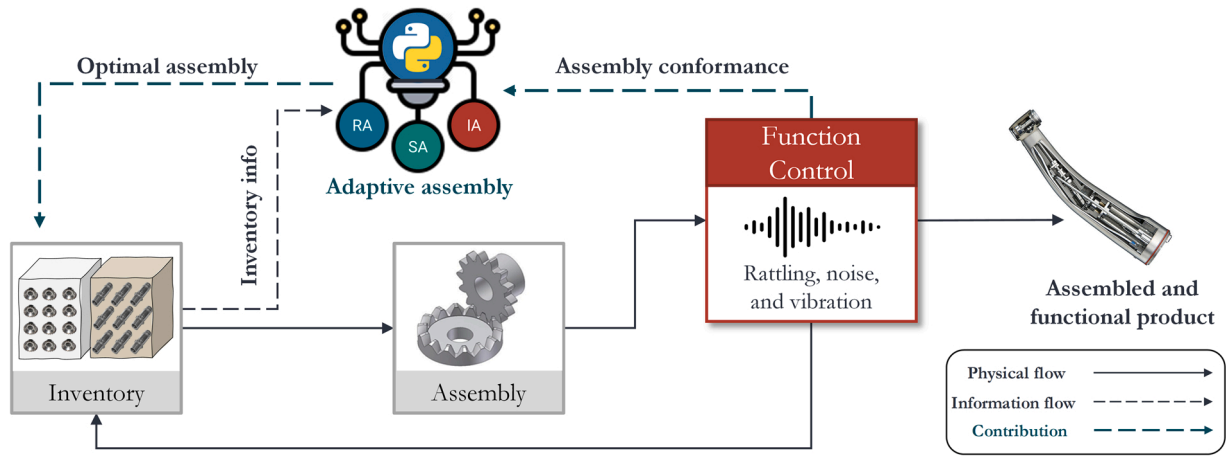 Optimal assembly
Assembly conformance
RA
SA
IA
Adaptive assembly
Inventory info
Function
Control
Rattling, noise,
and vibration
Assembled and
functional product
Inventory
Assembly
Physical flow
Information flow
Contribution